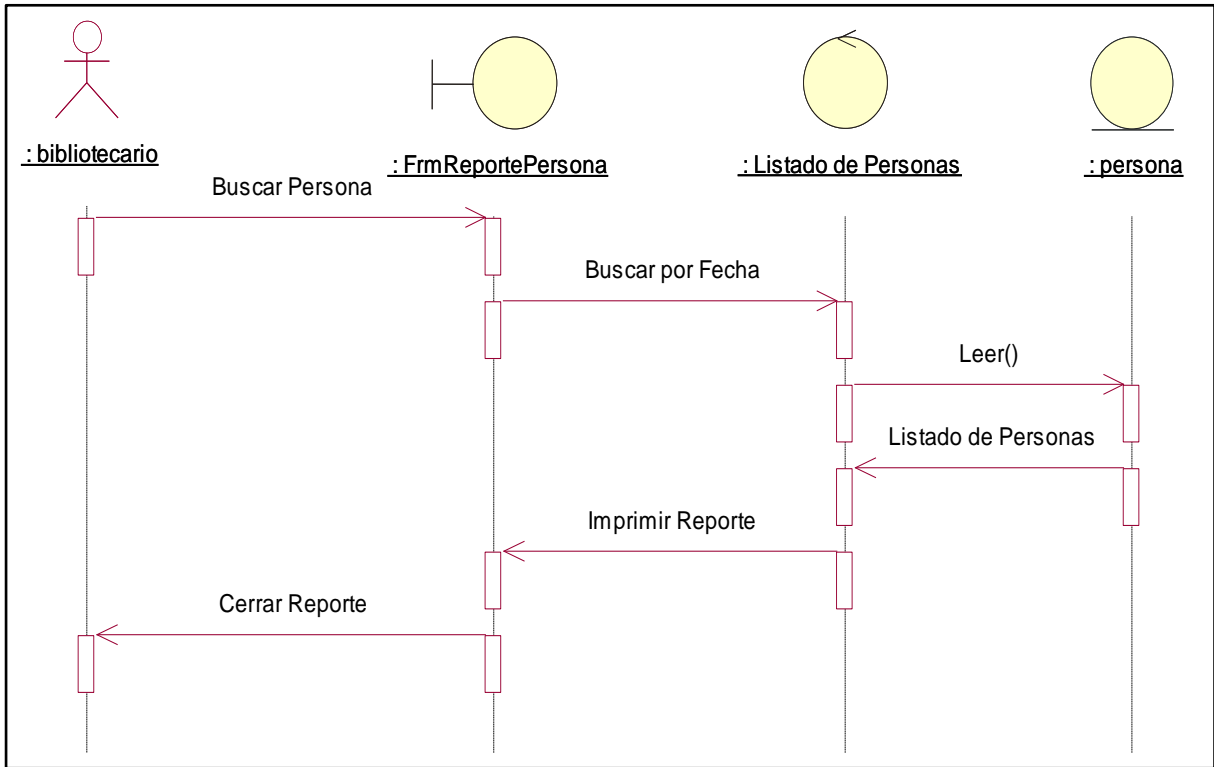 : bibliotecario
: FrmReportePersona
: Listado de Personas
: persona
Buscar Persona
Buscar por Fecha
Leer()
Listado de Personas
Imprimir Reporte
Cerrar Reporte